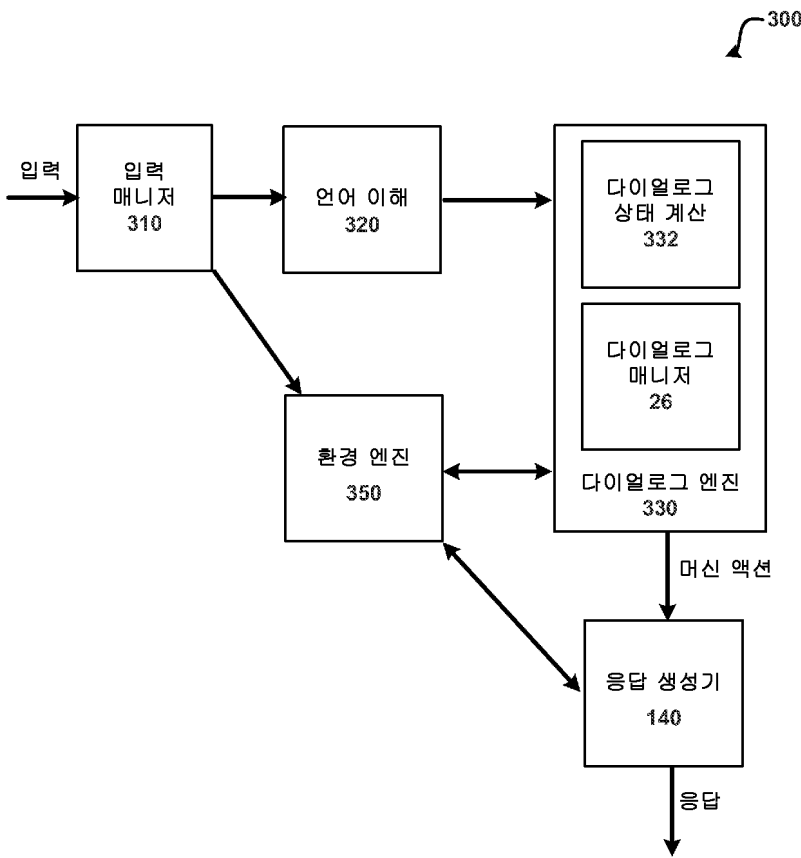 300
입력
입력
매니저
310
언어 이해
320
다이얼로그
상태 계산
332
다이얼로그
매니저
26
다이얼로그 엔진
330
환경 엔진
350
머신 액션
응답 생성기
140
응답